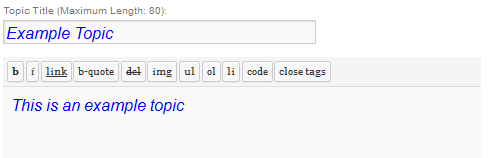 Topic Title (Maximum Length: 80):
Example Topic
b i link b-quote del img ul ol li code close tags
This is an example topic